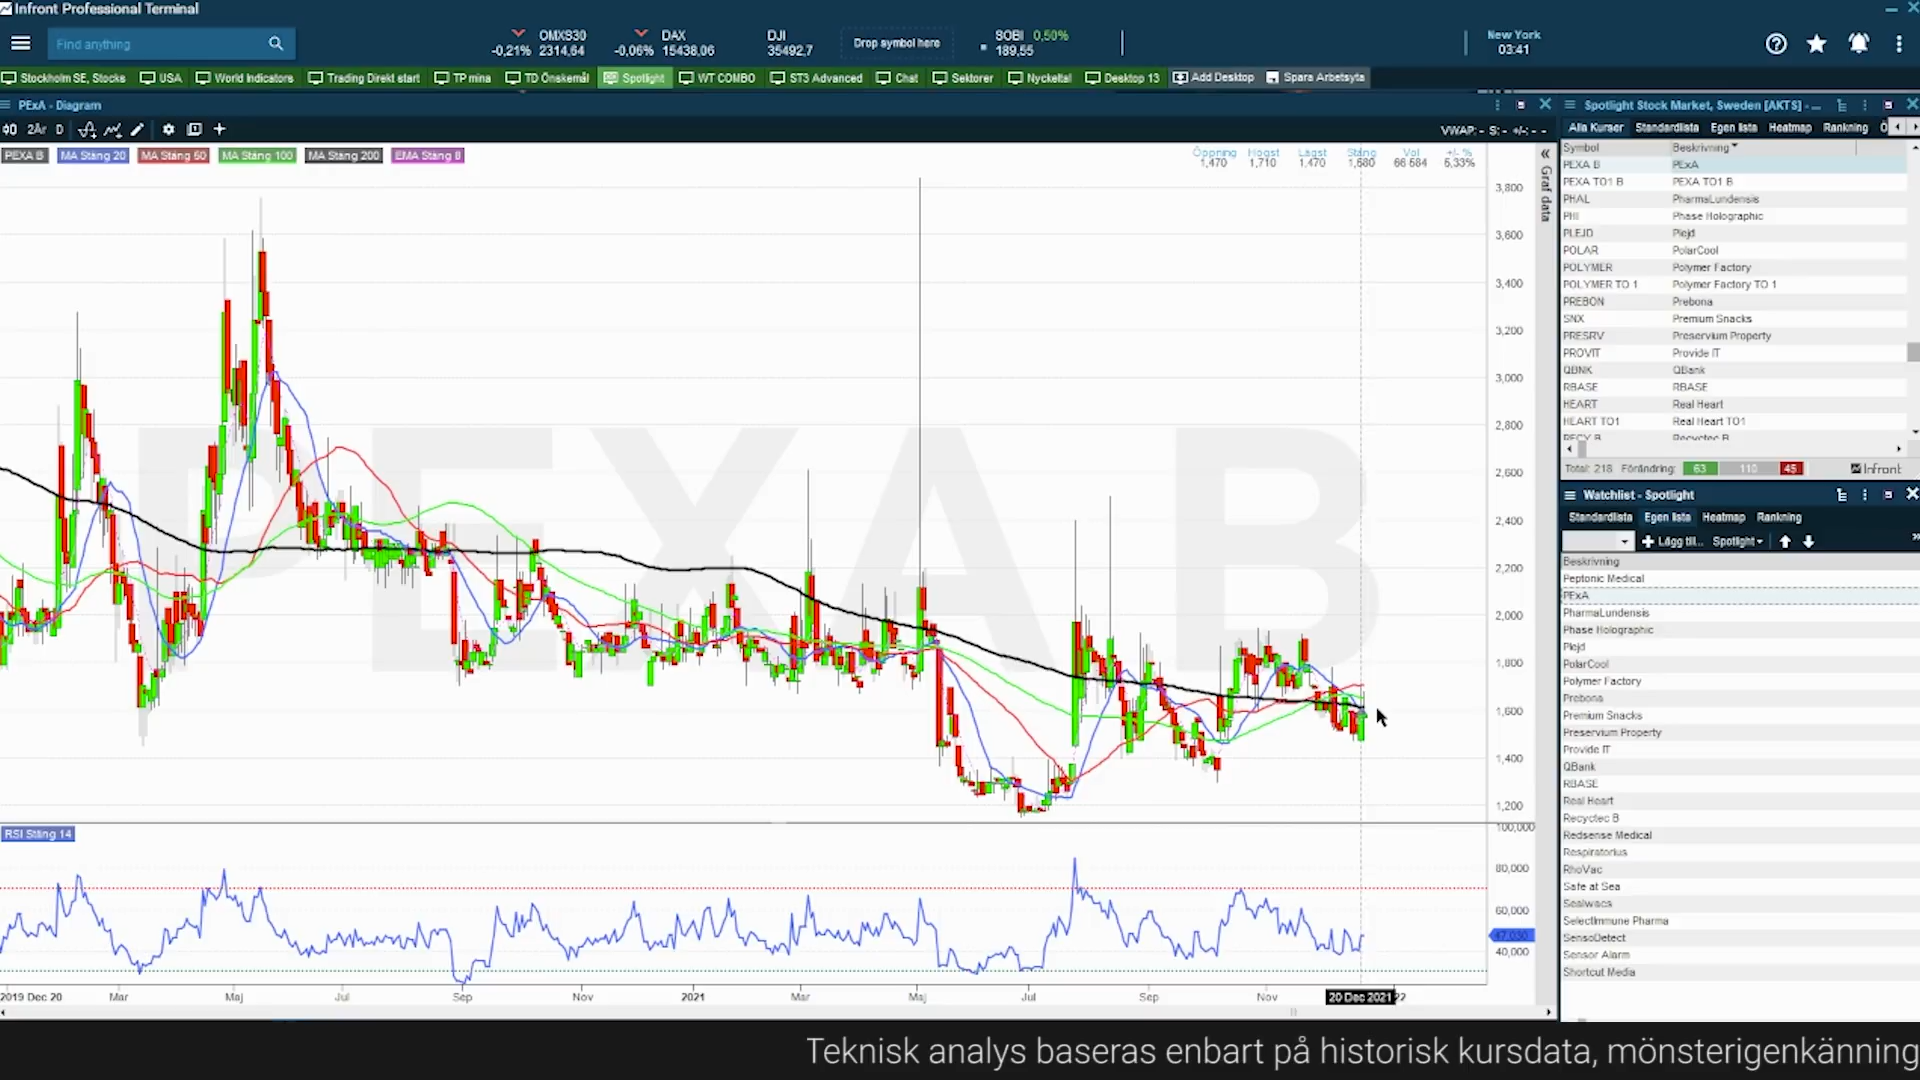 Infront Professional Terminal
Find anything
OMXS30
-0,21% 2314,64
DAX
-0,06% 15438,06
DJI
35492,7
Drop symbol here
SOBI 0,50%
189,55
New York
03:41
Stockholm SE, Stocks
USA
World Indicators
Trading Direkt start
TP mina
TD Önskemål
Spotlight
WT COMBO
ST3 Advanced
Chat
Sektorer
Nyckeltal
Desktop 13
Add Desktop
Spara Arbetsyta
PExA - Diagram
2År D
VWAP: - S: - +/-: - -
PEXA B
MA Stäng 20
MA Stäng 50
MA Stäng 100
MA Stäng 200
EMA Stäng 8
Öppning Högst Lägst Stäng Vol +/- %
1,470 1,710 1,470 66 584
Graf data
PEXA B
3,800
3,600
3,400
3,200
3,000
2,800
2,600
2,400
2,200
2,000
1,800
1,600
1,400
1,200
RSI Stäng 14
100,000
80,000
60,000
47,030
40,000
2019 Dec 20 Mar Maj Jul Sep Nov 2021 Mar Maj Jul Sep Nov 20 Dec 2021
Spotlight Stock Market, Sweden [AKTS] - ...
Alla Kurser Standardlista Egen lista Heatmap Ranking
Symbol Beskrivning
PEXA B PExA
PEXA TO1 B PEXA TO1 B
PHAL PharmaLundensis
PHI Phase Holographic
PLEJD Plejd
POLAR PolarCool
POLYMER Polymer Factory
POLYMER TO 1 Polymer Factory TO 1
PREBON Prebona
SNX Premium Snacks
PRESRV Preservium Property
PROVIT Provide IT
QBNK QBank
RBASE RBASE
HEART Real Heart
HEART TO1 Real Heart TO1
RECY B Recyctec B
Total: 218 Förändring: 63 110 45
Infront
Watchlist - Spotlight
Standardlista Egen lista Heatmap Ranking
Lägg till... Spotlight
Beskrivning
Peptonic Medical
PExA
PharmaLundensis
Phase Holographic
Plejd
PolarCool
Polymer Factory
Prebona
Premium Snacks
Preservium Property
Provide IT
QBank
RBASE
Real Heart
Recyctec B
Redsense Medical
Respiratorius
RhoVac
Safe at Sea
Sealwacs
SelectImmune Pharma
SensoDetect
Sensor Alarm
Shortcut Media
Teknisk analys baseras enbart på historisk kursdata, mönsterigenkänning